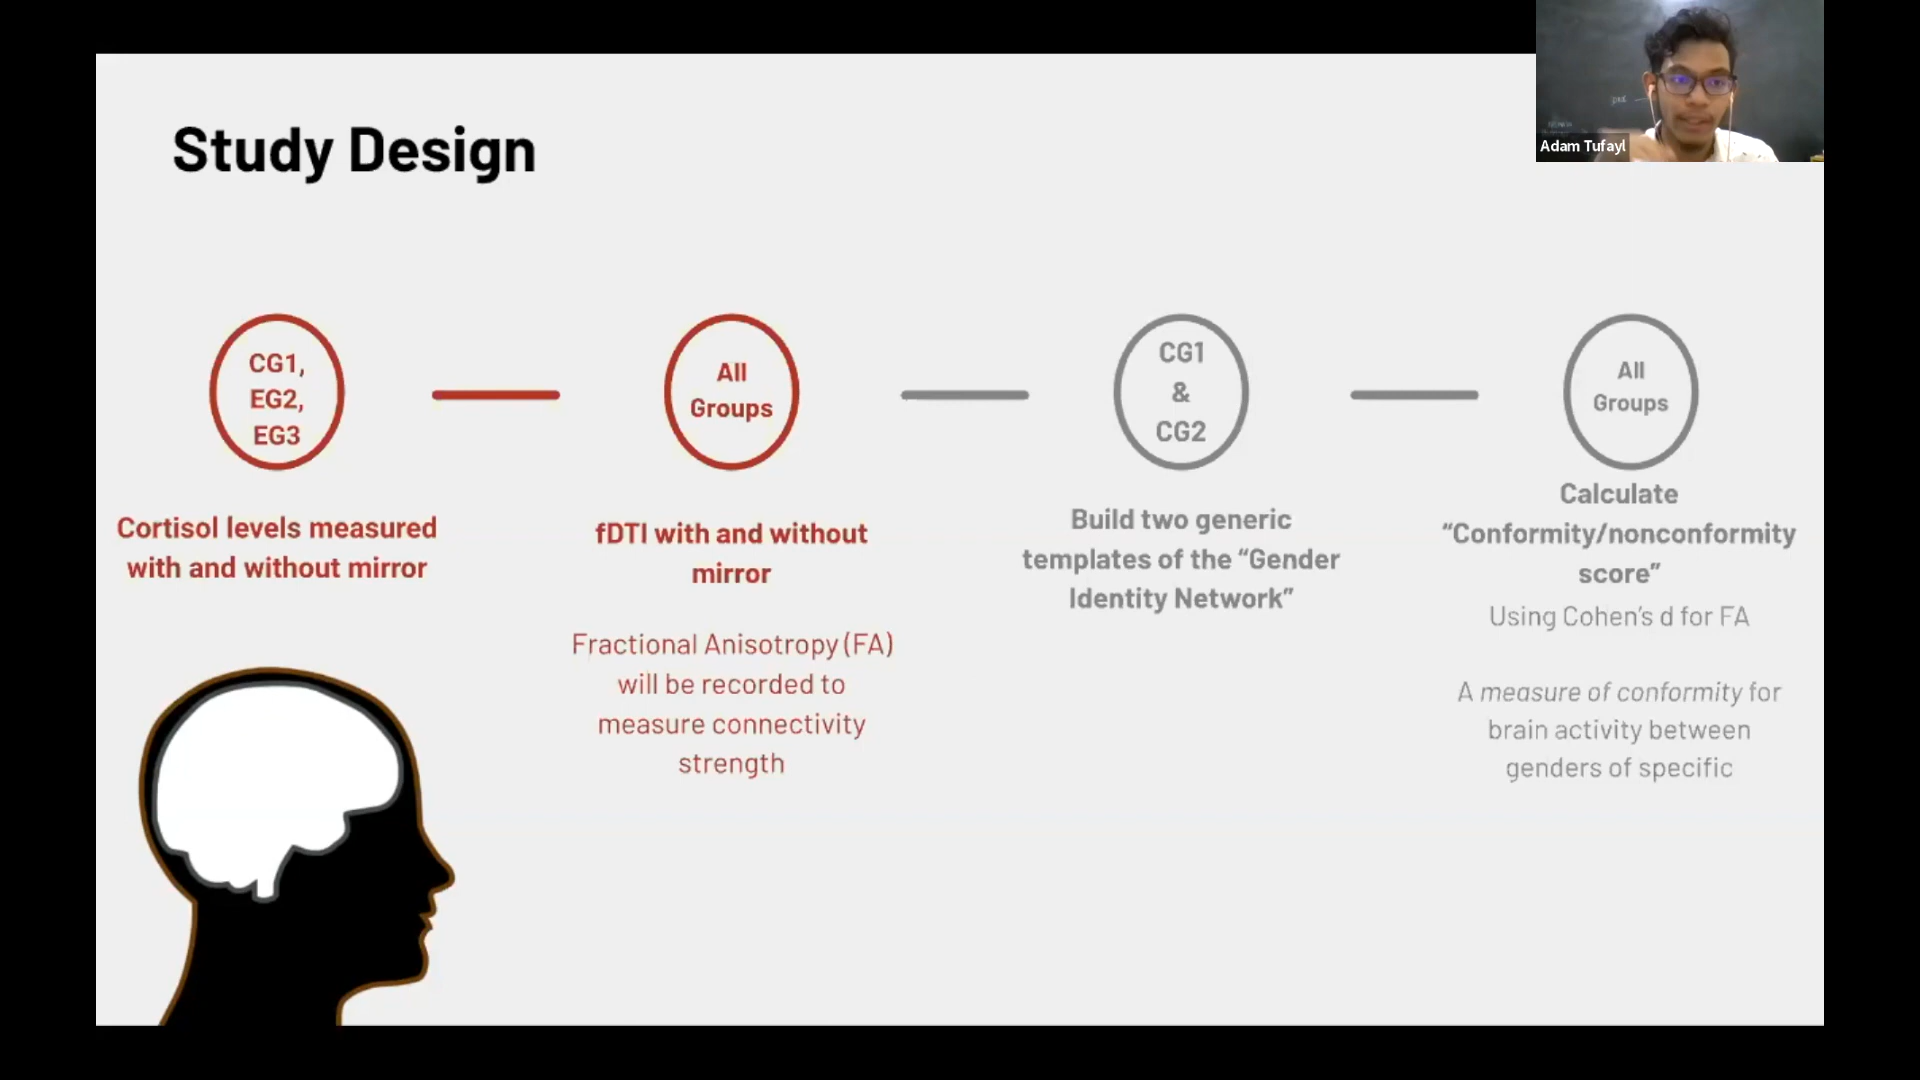 Study Design
Adam Tufayl
CG1,
EG2,
EG3
Cortisol levels measured
with and without mirror
All
Groups
fDTI with and without
mirror
Fractional Anisotropy (FA)
will be recorded to
measure connectivity
strength
CG1
&
CG2
Build two generic
templates of the “Gender
Identity Network”
All
Groups
Calculate
“Conformity/nonconformity
score”
Using Cohen’s d for FA
A measure of conformity for
brain activity between
genders of specific